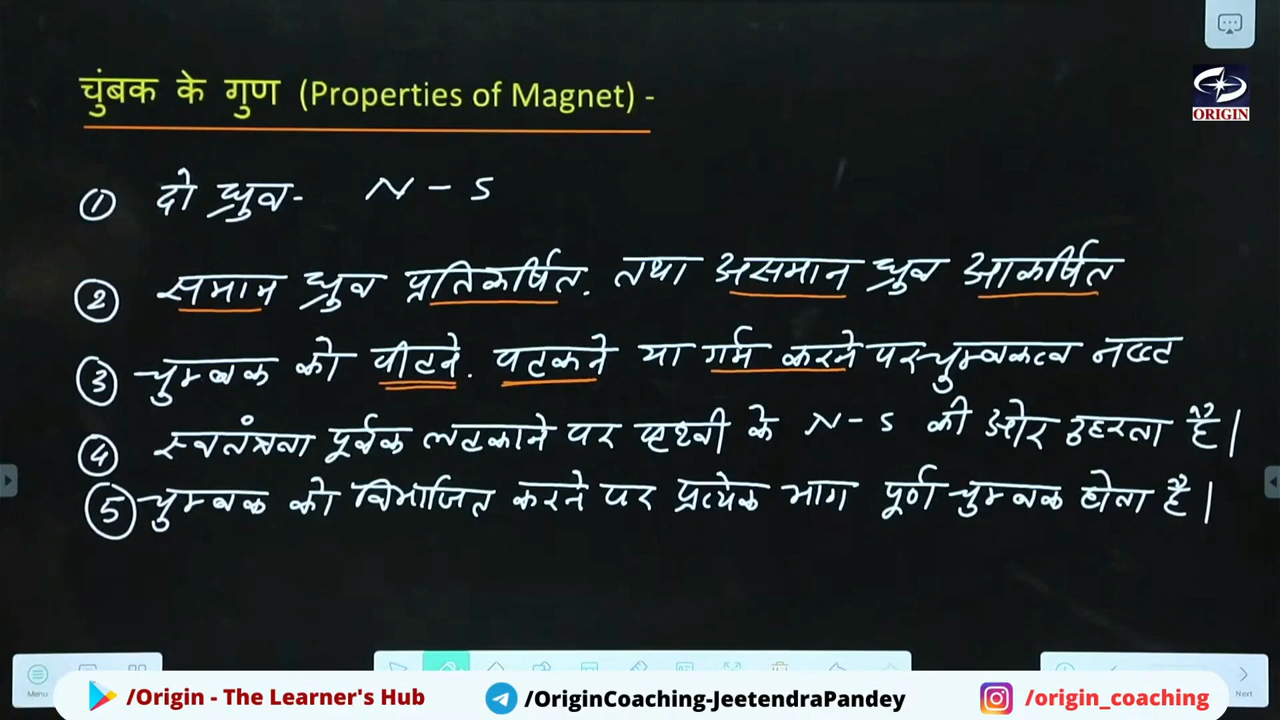 चुंबक के गुण (Properties of Magnet) -
ORIGIN
① दो ध्रुव- N - S
② समान ध्रुव प्रतिकर्षित. तथा असमान ध्रुव आकर्षित
③ चुम्बक को पीटने. पटकने या गर्म करने पर चुम्बकत्व नष्ट
④ स्वतंत्रता पूर्वक लटकाने पर पृथ्वी के N-S की ओर ठहरता है।
⑤ चुम्बक को विभाजित करने पर प्रत्येक भाग पूर्ण चुम्बक होता है।
Menu
Next
/Origin - The Learner's Hub /OriginCoaching-JeetendraPandey /origin_coaching